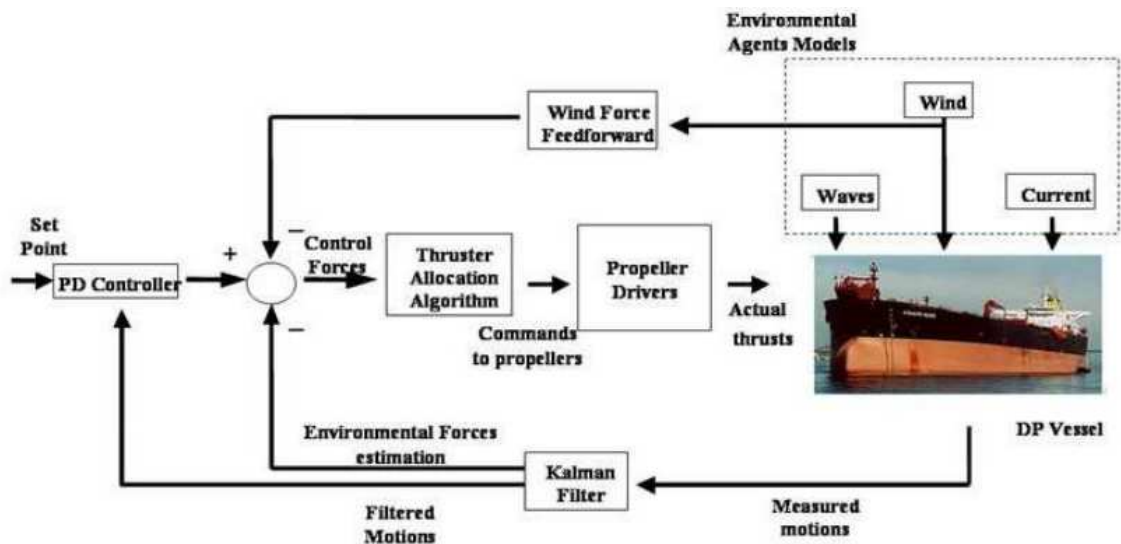 Environmental
Agents Models
Wind
Wind Force
Feedforward
Waves
Current
Set
Point
PD Controller
+
–
–
Control
Forces
Thruster
Allocation
Algorithm
Propeller
Drivers
Actual
thrusts
Commands
to propellers
DP Vessel
Environmental Forces
estimation
Kalman
Filter
Filtered
Motions
Measured
motions